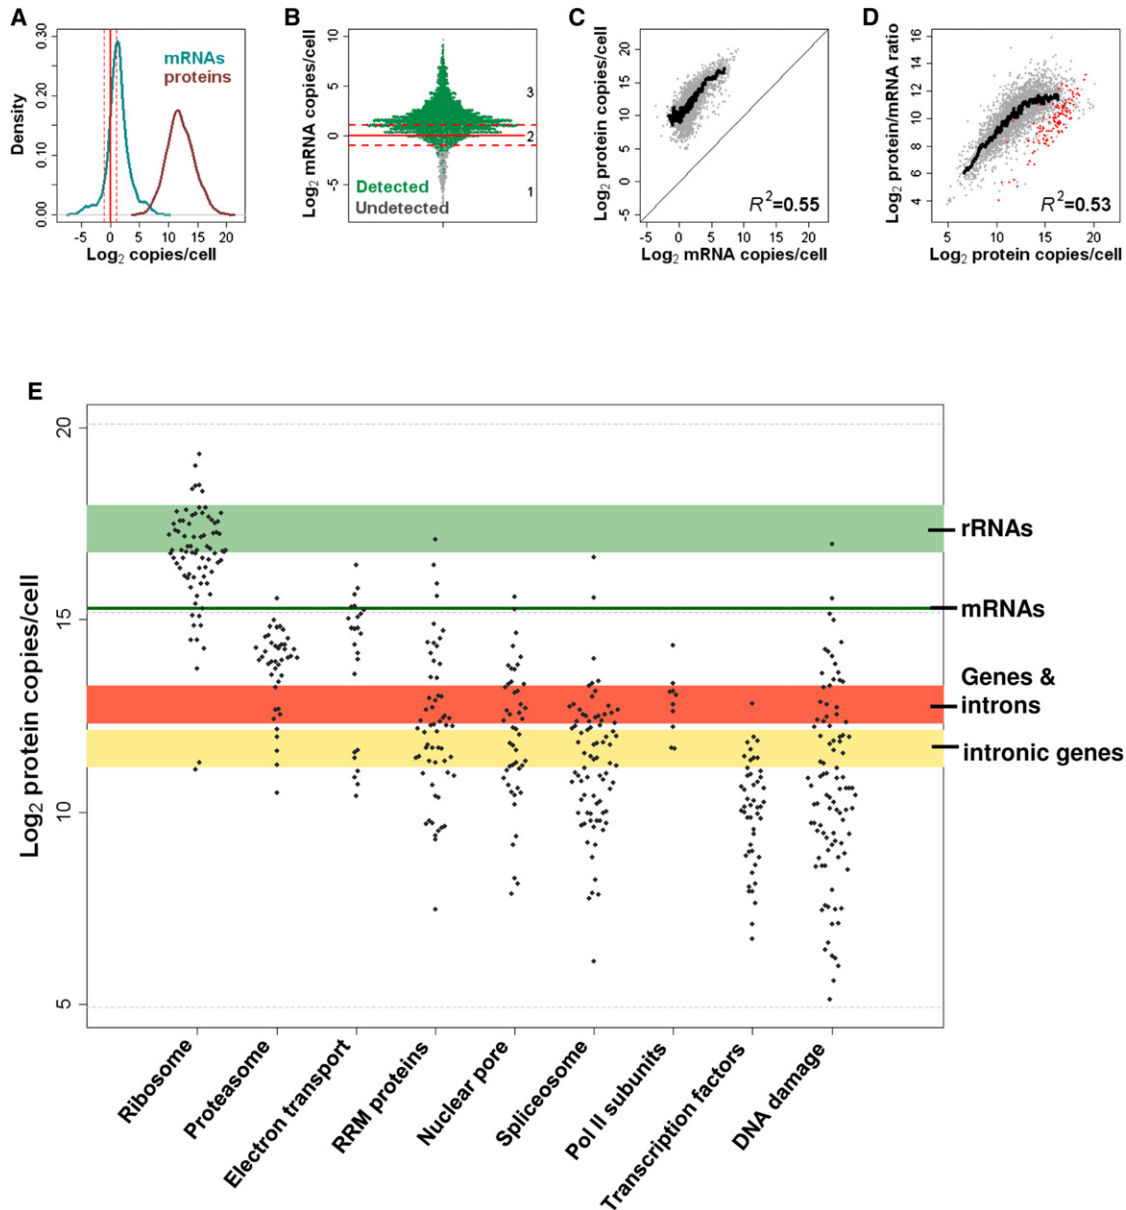 A
Density
0.00
0.10
0.20
0.30
mRNAs
proteins
-5 0 5 10 15 20
Log2 copies/cell
B
Log2 mRNA copies/cell
10
5
0
-5
3
2
1
Detected
Undetected
C
Log2 protein copies/cell
20
15
10
5
0
-5
R2=0.55
-5 0 5 10 15 20
Log2 mRNA copies/cell
D
Log2 protein/mRNA ratio
16
14
12
10
8
6
4
R2=0.53
5 10 15 20
Log2 protein copies/cell
E
Log2 protein copies/cell
20
15
10
5
rRNAs
mRNAs
Genes &
introns
intronic genes
Ribosome
Proteasome
Electron transport
RRM proteins
Nuclear pore
Spliceosome
Pol II subunits
Transcription factors
DNA damage